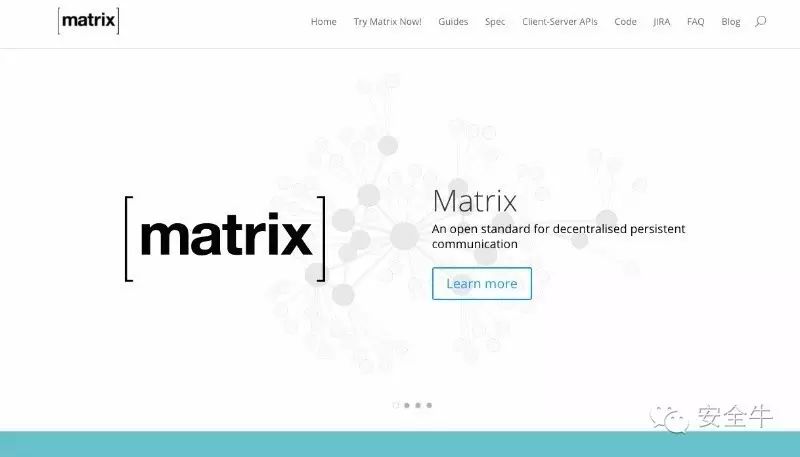 [matrix]
Home Try Matrix Now! Guides Spec Client-Server APIs Code JIRA FAQ Blog
[matrix]
Matrix
An open standard for decentralised persistent
communication
Learn more
安全牛